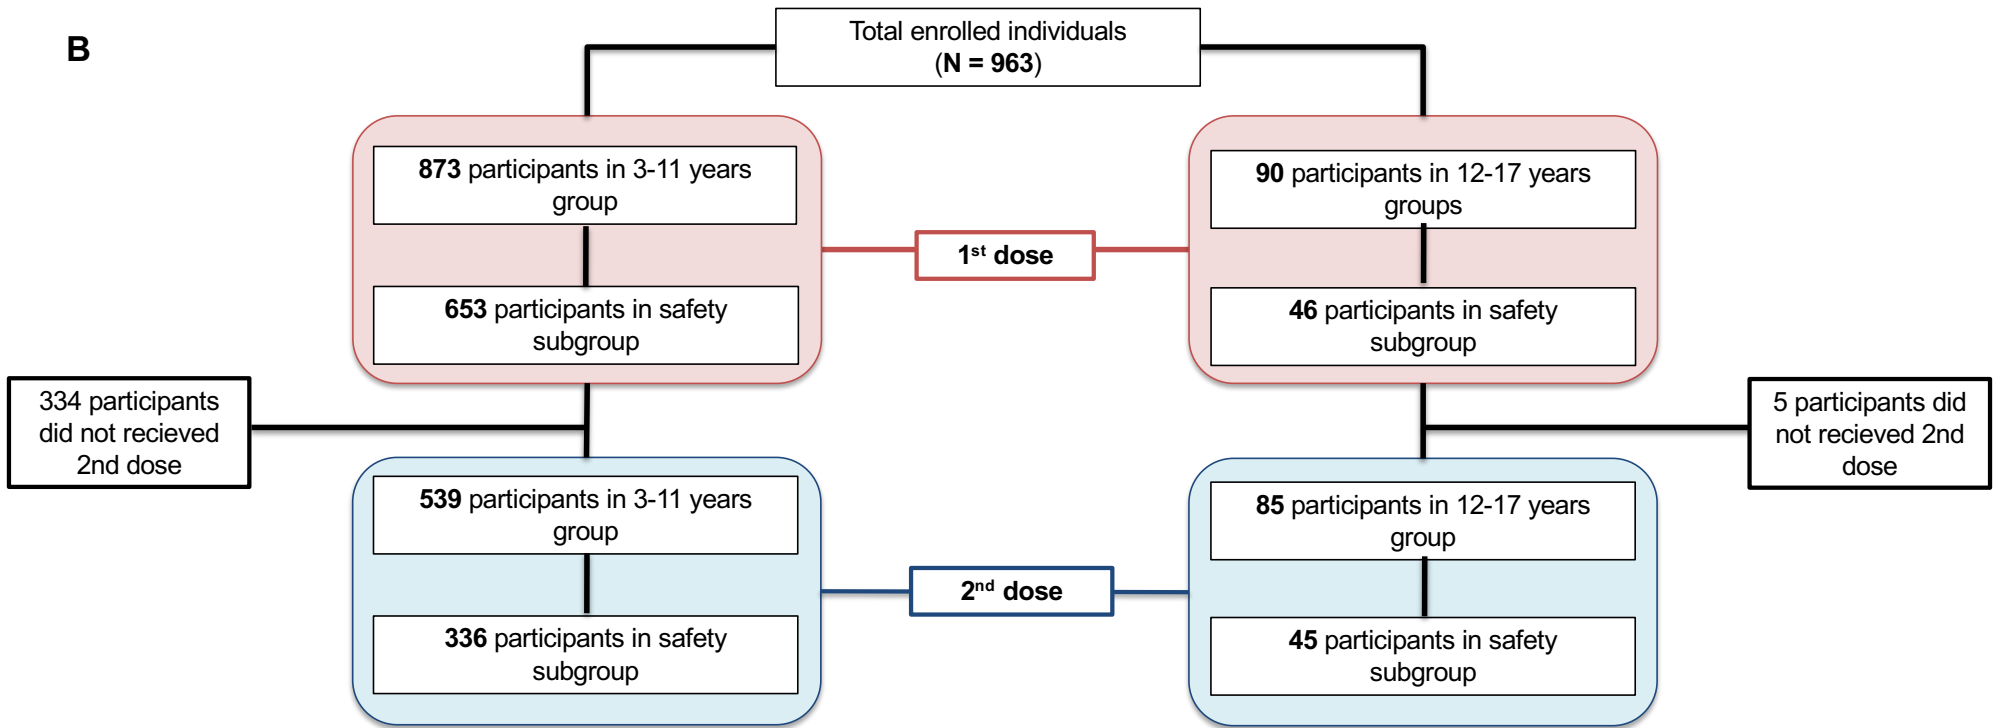 B
Total enrolled individuals
(N = 963)
873 participants in 3-11 years
group
90 participants in 12-17 years
groups
1st dose
653 participants in safety
subgroup
46 participants in safety
subgroup
334 participants
did not recieved
2nd dose
5 participants did
not recieved 2nd
dose
539 participants in 3-11 years
group
85 participants in 12-17 years
group
2nd dose
336 participants in safety
subgroup
45 participants in safety
subgroup